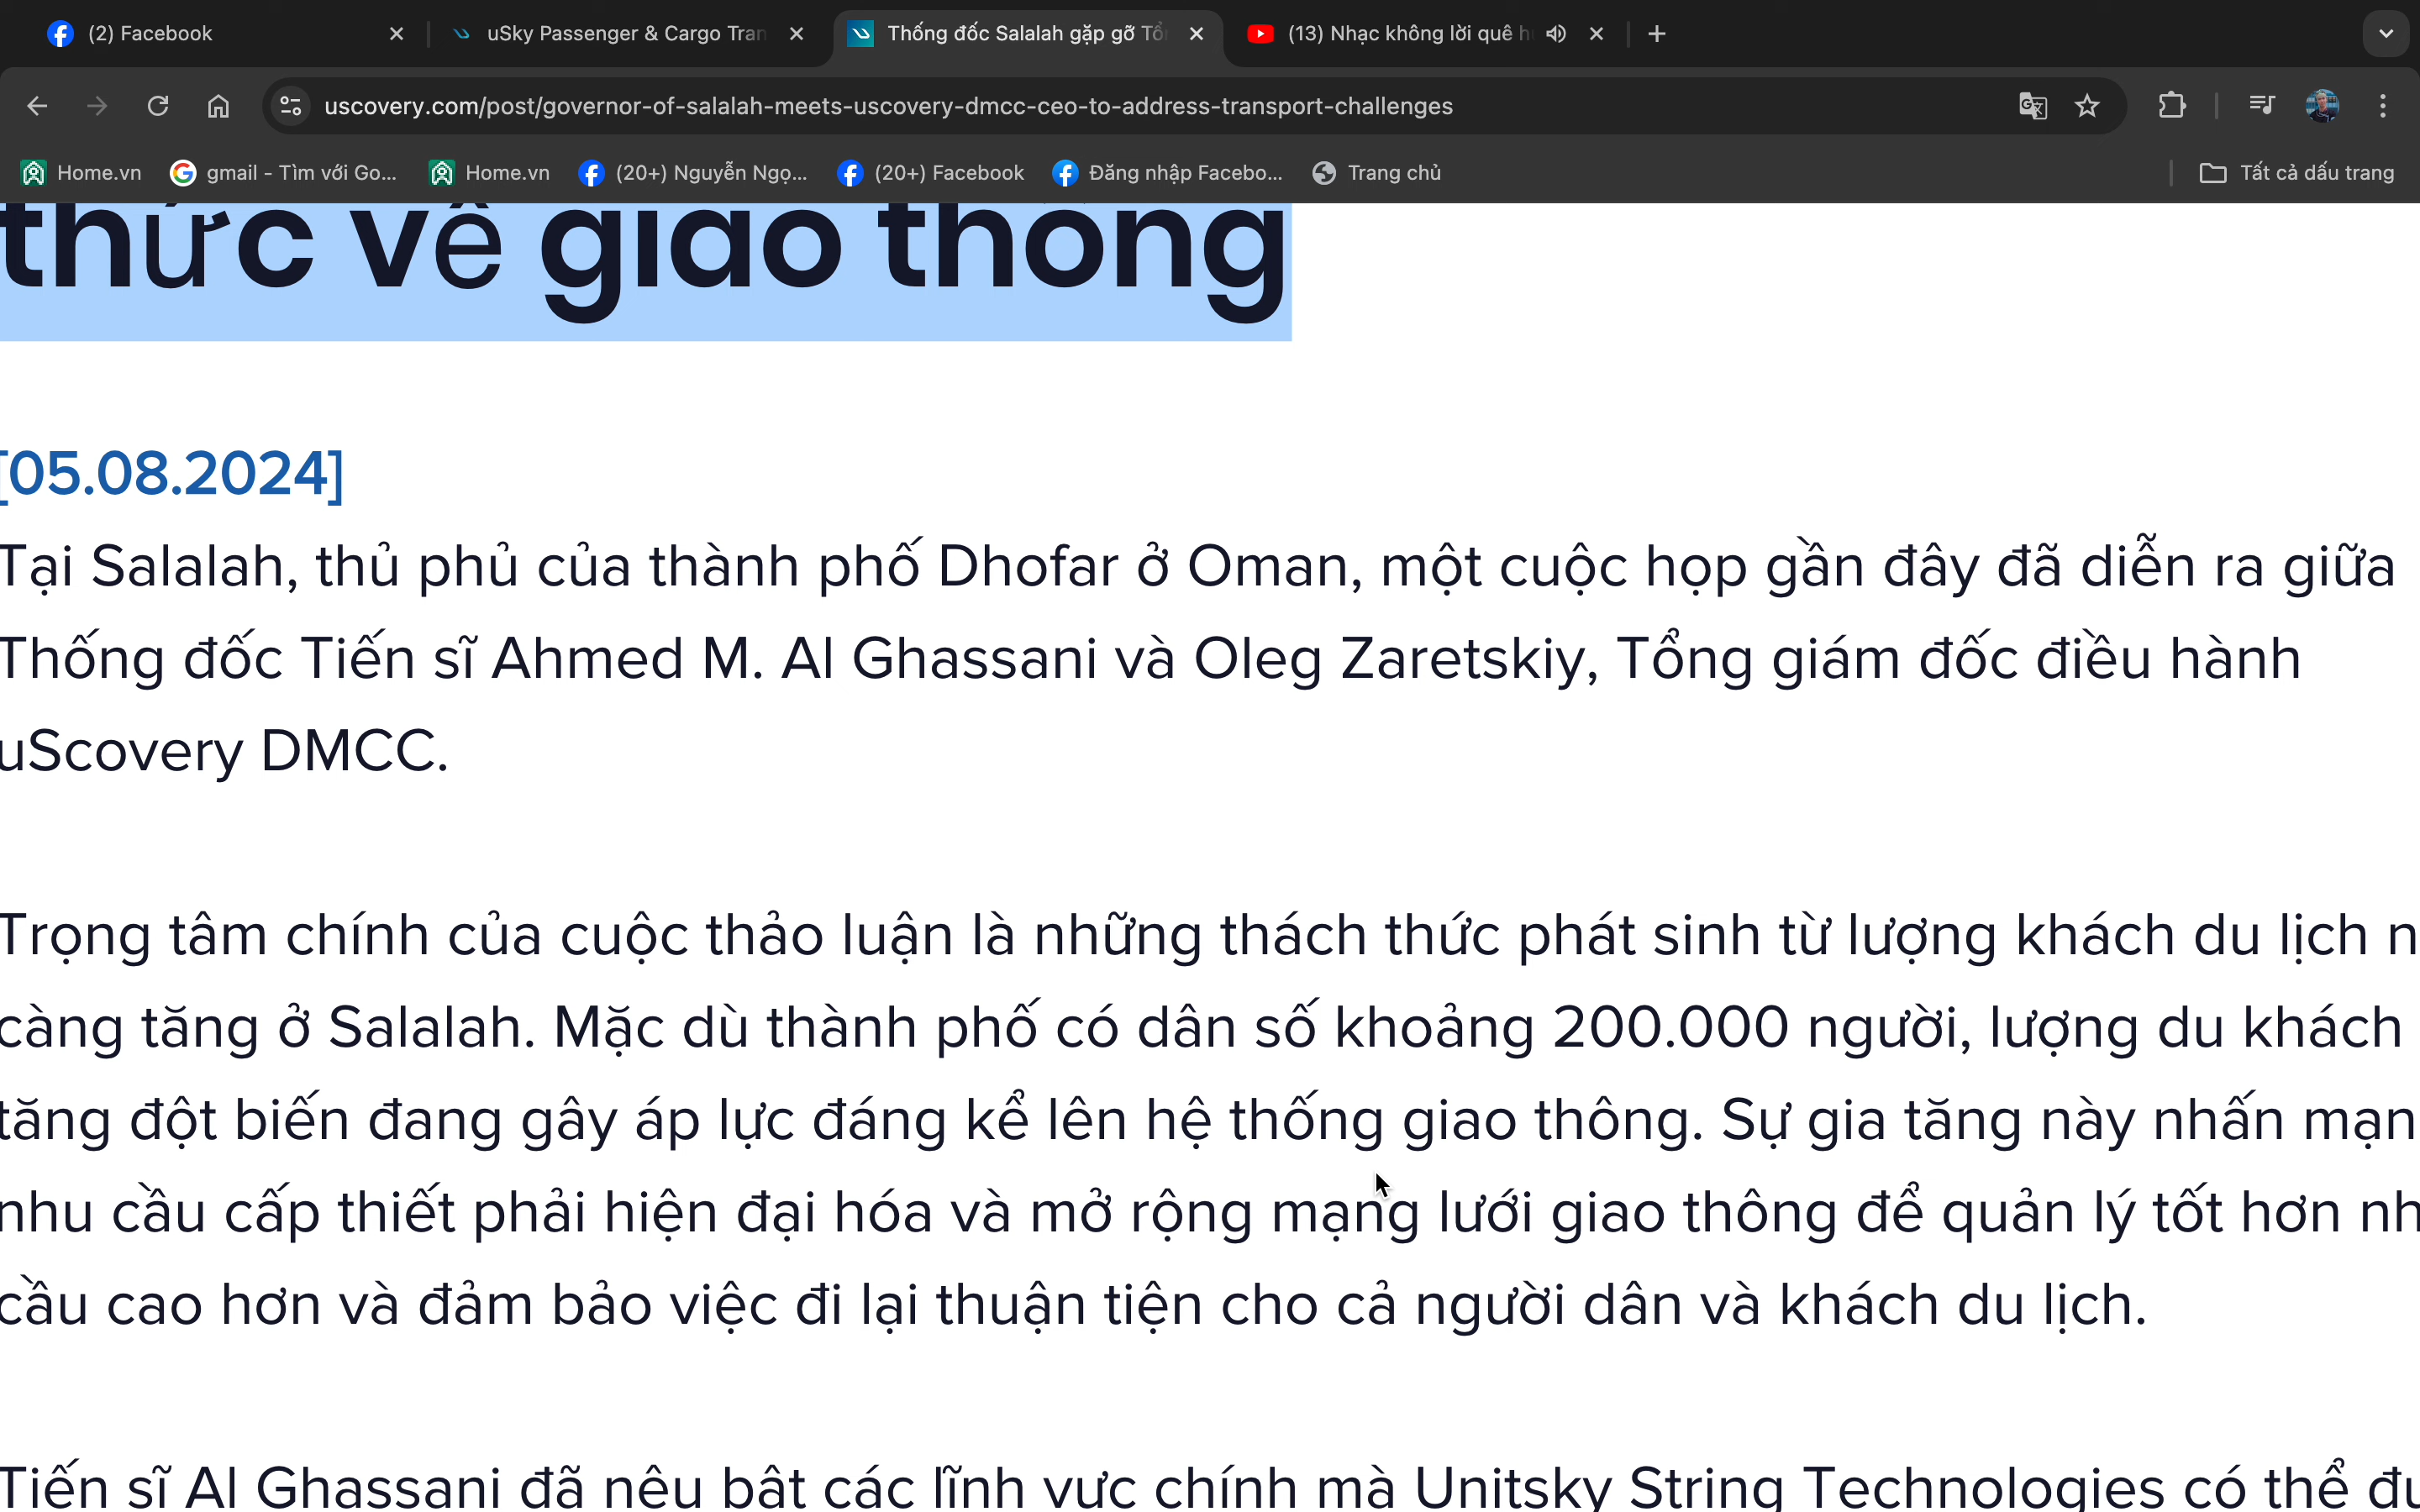 (2) Facebook
uSky Passenger & Cargo Tran
Thống đốc Salalah gặp gỡ Tổ
(13) Nhạc không lời quê h
uscovery.com/post/governor-of-salalah-meets-uscovery-dmcc-ceo-to-address-transport-challenges
Home.vn
gmail - Tìm với Go...
Home.vn
(20+) Nguyễn Ngọ...
(20+) Facebook
Đăng nhập Facebo...
Trang chủ
Tất cả dấu trang
thức về giao thông
[05.08.2024]
Tại Salalah, thủ phủ của thành phố Dhofar ở Oman, một cuộc họp gần đây đã diễn ra giữa
Thống đốc Tiến sĩ Ahmed M. Al Ghassani và Oleg Zaretskiy, Tổng giám đốc điều hành
uScovery DMCC.
Trọng tâm chính của cuộc thảo luận là những thách thức phát sinh từ lượng khách du lịch n
càng tăng ở Salalah. Mặc dù thành phố có dân số khoảng 200.000 người, lượng du khách
tăng đột biến đang gây áp lực đáng kể lên hệ thống giao thông. Sự gia tăng này nhấn mạn
nhu cầu cấp thiết phải hiện đại hóa và mở rộng mạng lưới giao thông để quản lý tốt hơn nh
cầu cao hơn và đảm bảo việc đi lại thuận tiện cho cả người dân và khách du lịch.
Tiến sĩ Al Ghassani đã nêu bật các lĩnh vực chính mà Unitsky String Technologies có thể đư